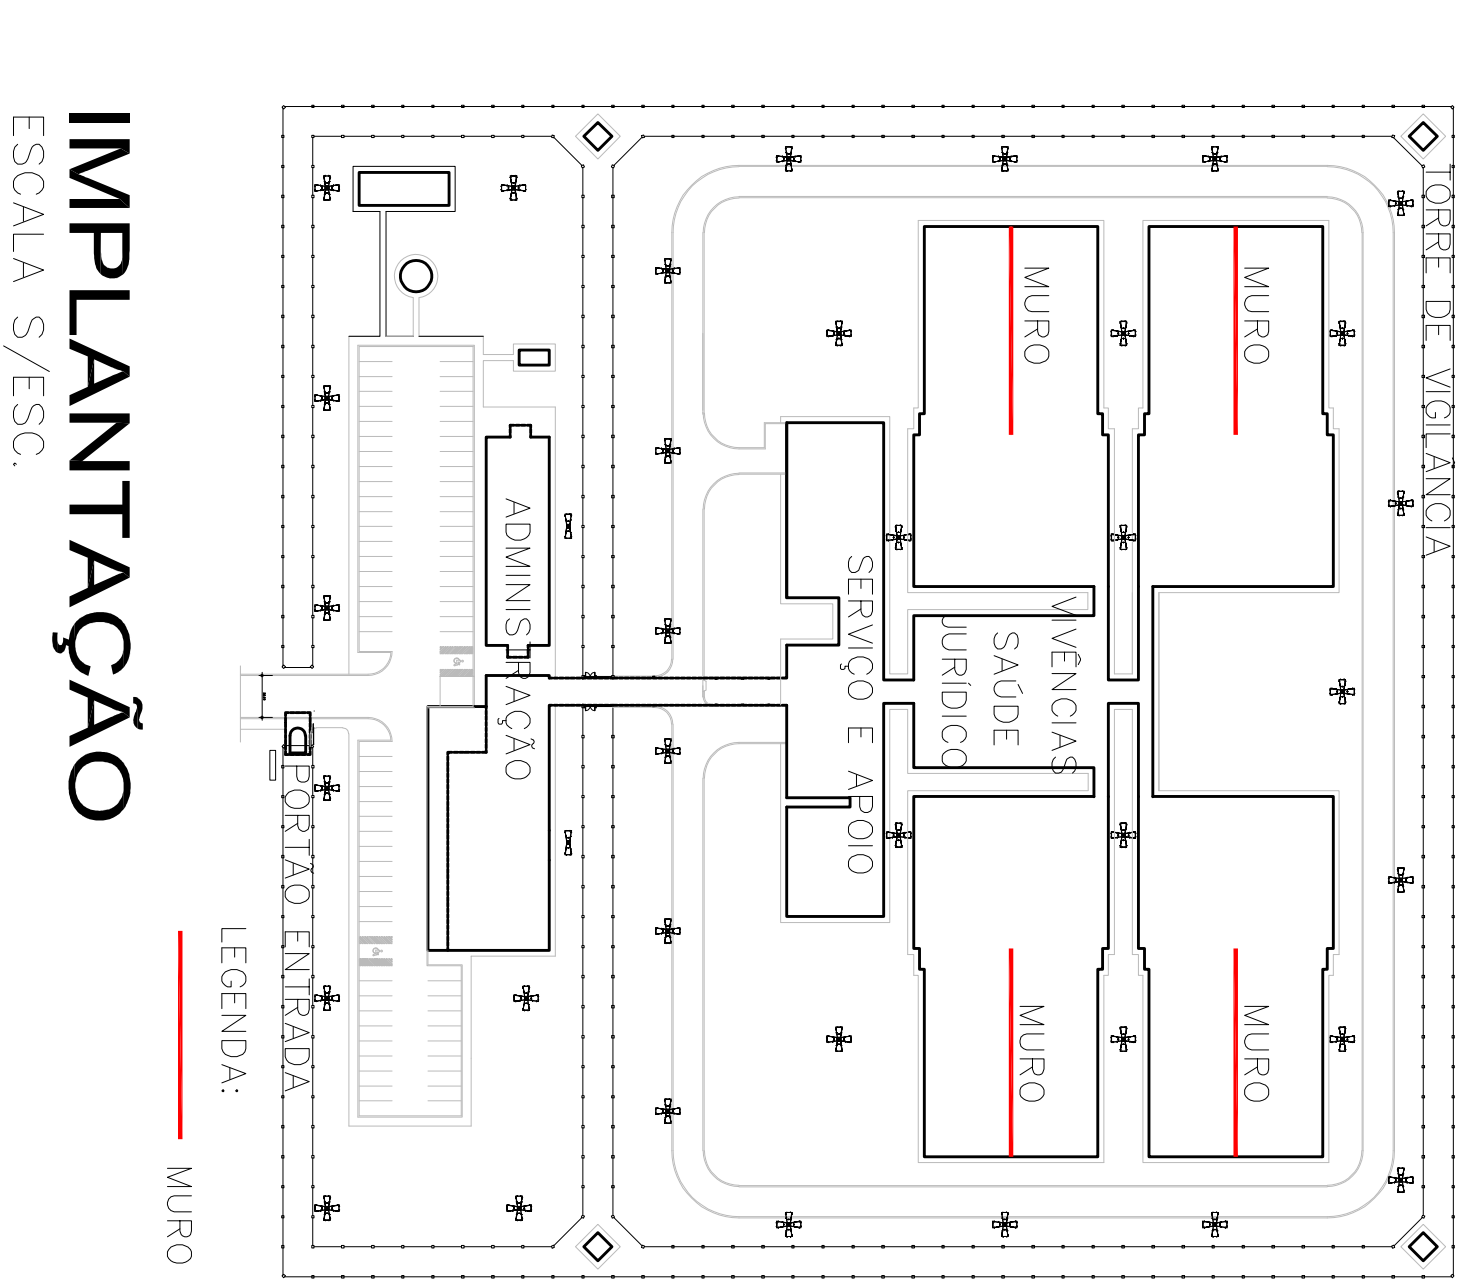 TORRE DE VIGILÂNCIA
MURO
MURO
MURO
MURO
VIVÊNCIAS
SAÚDE
JURÍDICO
SERVIÇO E APOIO
ADMINISTRAÇÃO
PORTÃO ENTRADA
LEGENDA:
MURO
IMPLANTAÇÃO
ESCALA S/ESC.